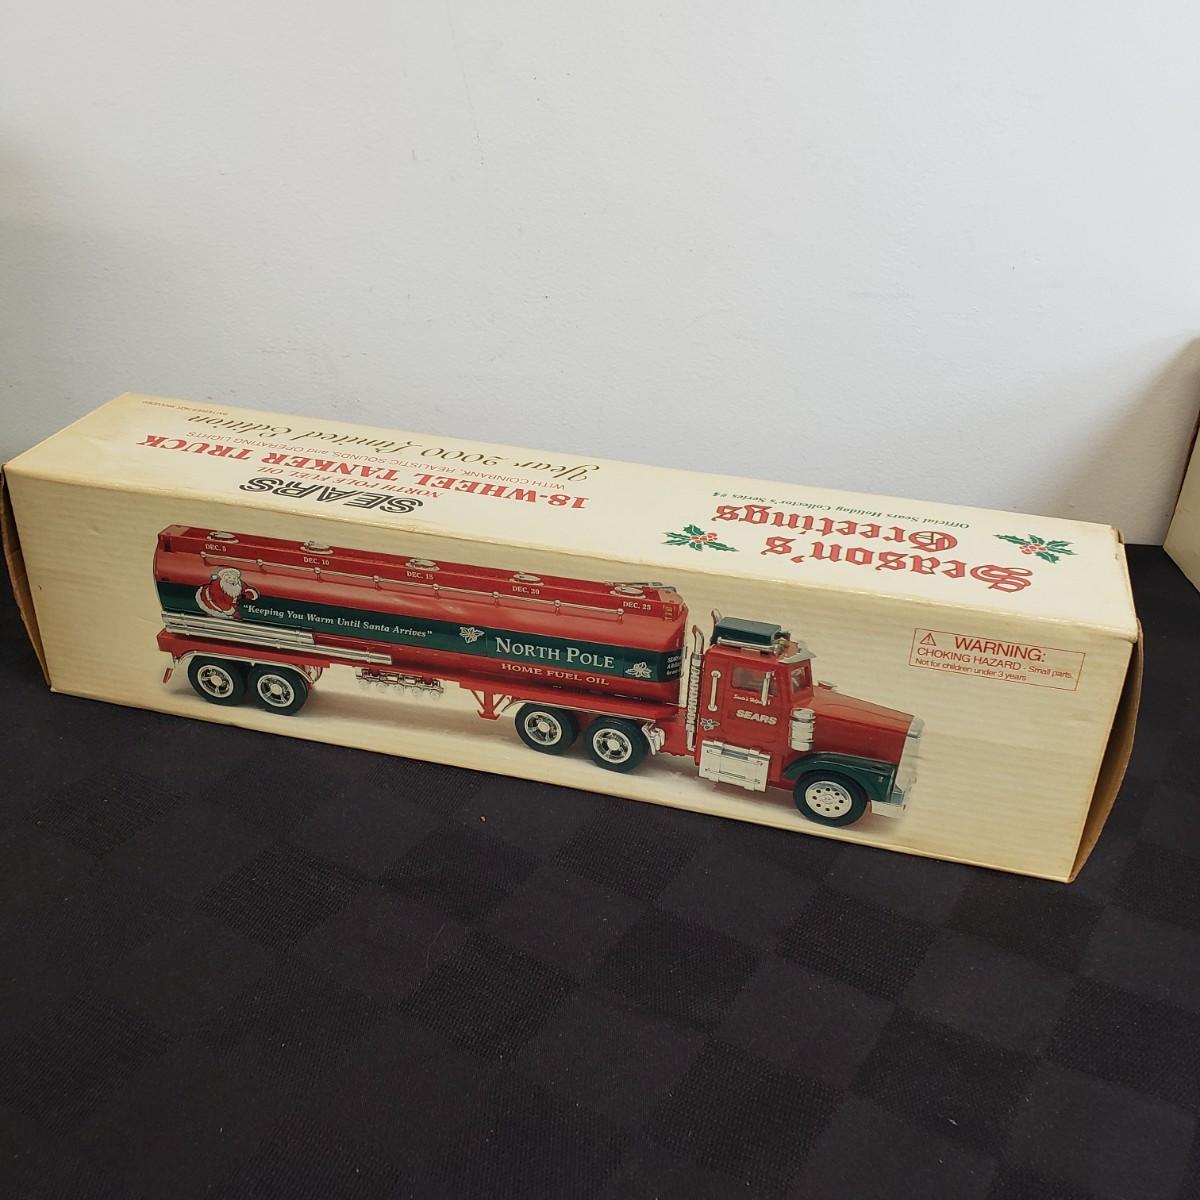 Season's
Greetings
Official Sears Holiday Collector's Series #4
SEARS
NORTH POLE FUEL OIL
18-WHEEL TANKER TRUCK
WITH COINBANK, REALISTIC SOUNDS, and OPERATING LIGHTS
Year 2000 Limited Edition
BATTERIES NOT INCLUDED
DEC. 5
DEC. 10
DEC. 15
DEC. 20
DEC. 25
"Keeping You Warm Until Santa Arrives"
NORTH POLE
HOME FUEL OIL
SEARS
WARNING:
CHOKING HAZARD - Small parts.
Not for children under 3 years